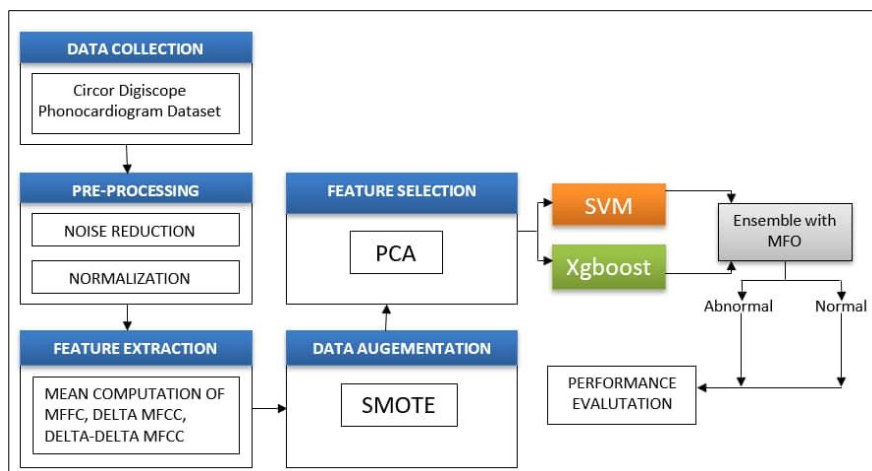 DATA COLLECTION
Circor Digiscope
Phonocardiogram Dataset
PRE-PROCESSING
NOISE REDUCTION
NORMALIZATION
FEATURE EXTRACTION
MEAN COMPUTATION OF
MFFC, DELTA MFCC,
DELTA-DELTA MFCC
DATA AUGEMENTATION
SMOTE
FEATURE SELECTION
PCA
SVM
Xgboost
Ensemble with
MFO
Abnormal
Normal
PERFORMANCE
EVALUTATION